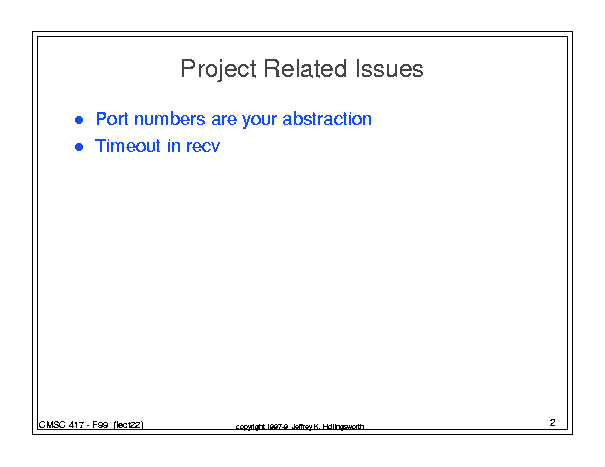 Project Related Issues
● Port numbers are your abstraction
● Timeout in recv
CMSC 417 - F99 (lect22)
copyright 1997-9 Jeffrey K. Hollingsworth
2